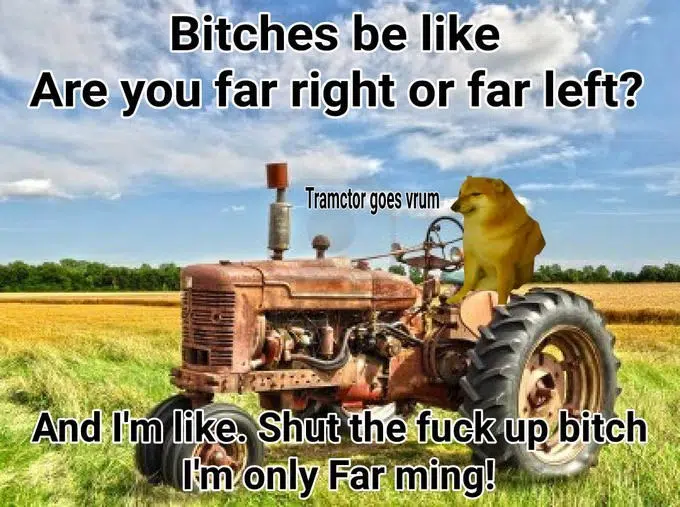 Bitches be like
Are you far right or far left?
Tramctor goes vrum
And I'm like. Shut the fuck up bitch
I'm only Far ming!